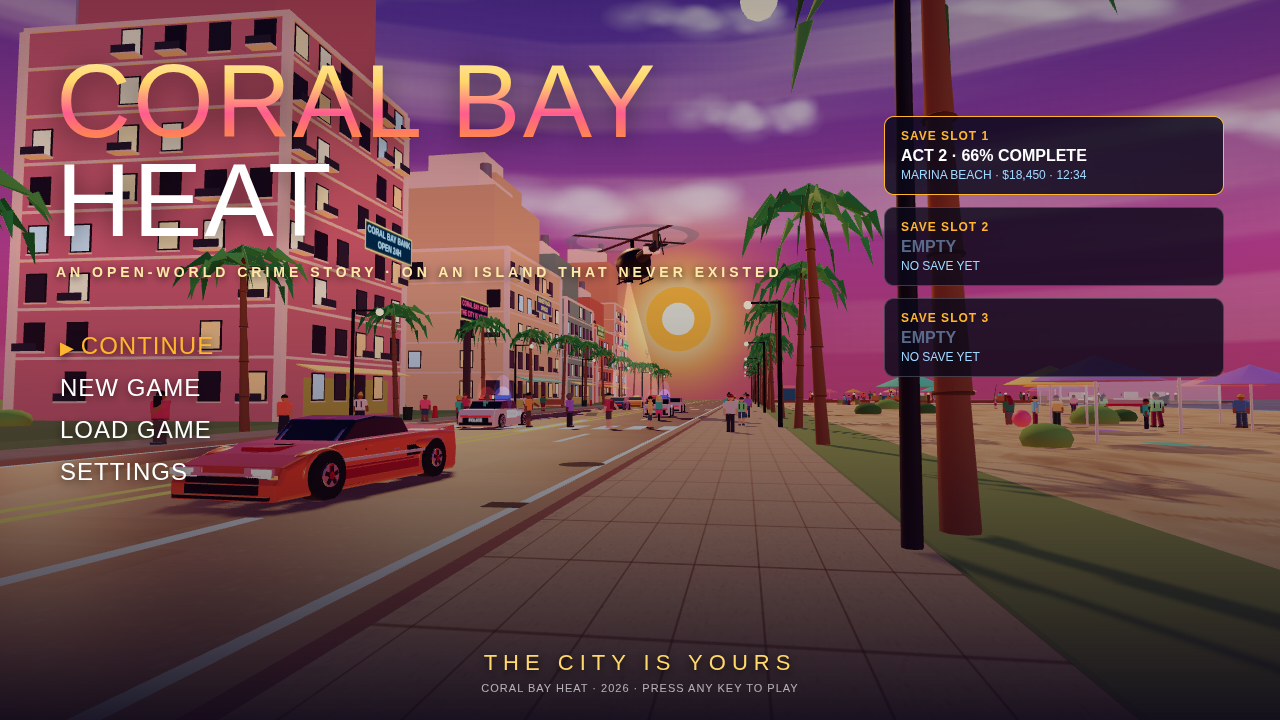 CORAL BAY
HEAT
AN OPEN-WORLD CRIME STORY · ON AN ISLAND THAT NEVER EXISTED
▶ CONTINUE
NEW GAME
LOAD GAME
SETTINGS
SAVE SLOT 1
ACT 2 · 66% COMPLETE
MARINA BEACH · $18,450 · 12:34
SAVE SLOT 2
EMPTY
NO SAVE YET
SAVE SLOT 3
EMPTY
NO SAVE YET
CORAL BAY BANK
OPEN 24H
CORAL BAY HEAT
THE CITY IS YOURS
CORAL BAY HEAT · 2026 · PRESS ANY KEY TO PLAY